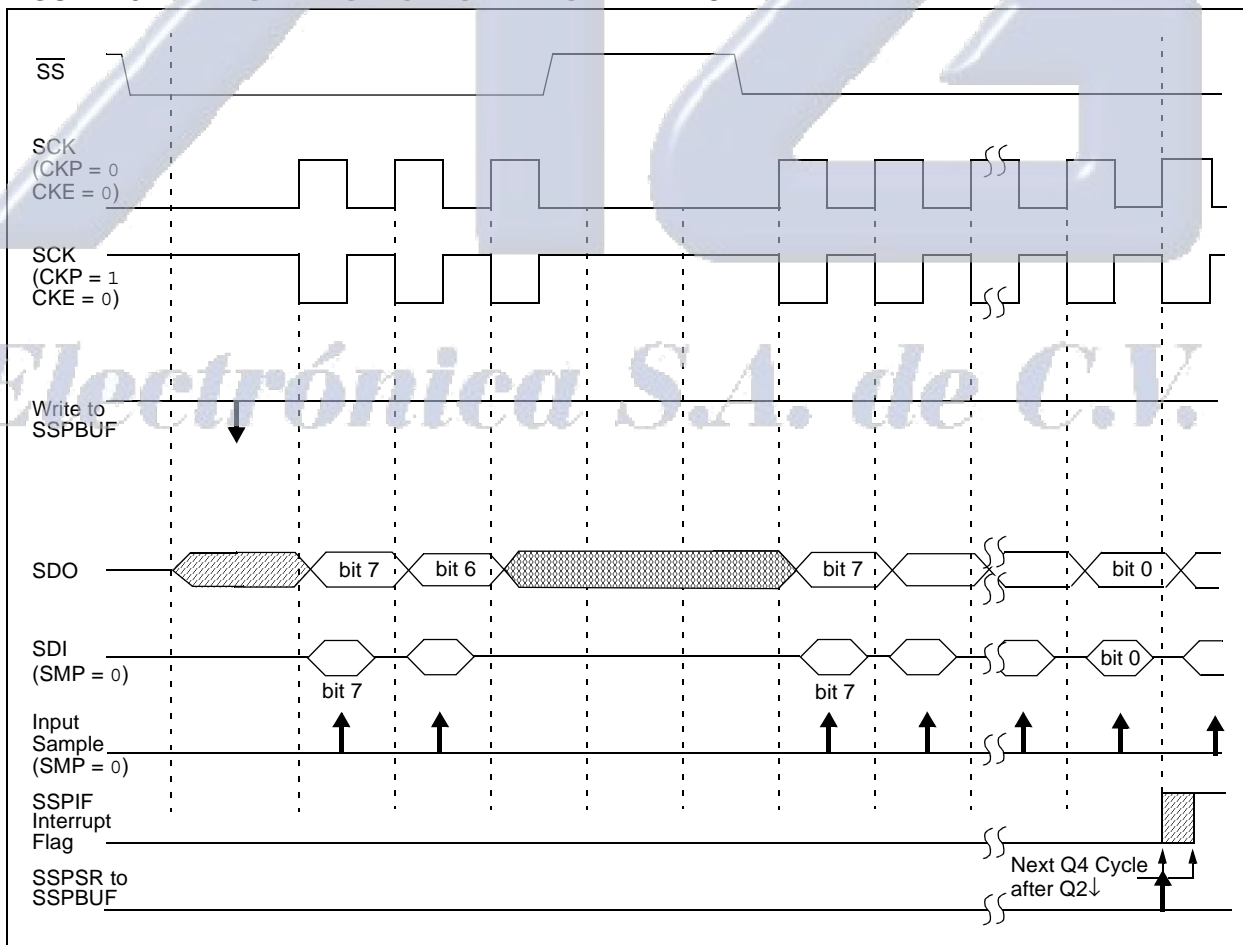 SS
SCK
(CKP = 0
CKE = 0)
SCK
(CKP = 1
CKE = 0)
Electrónica S.A. de C.V.
Write to
SSPBUF
SDO
bit 7
bit 6
bit 7
bit 0
SDI
(SMP = 0)
bit 7
bit 7
bit 0
Input
Sample
(SMP = 0)
SSPIF
Interrupt
Flag
Next Q4 Cycle
after Q2↓
SSPSR to
SSPBUF